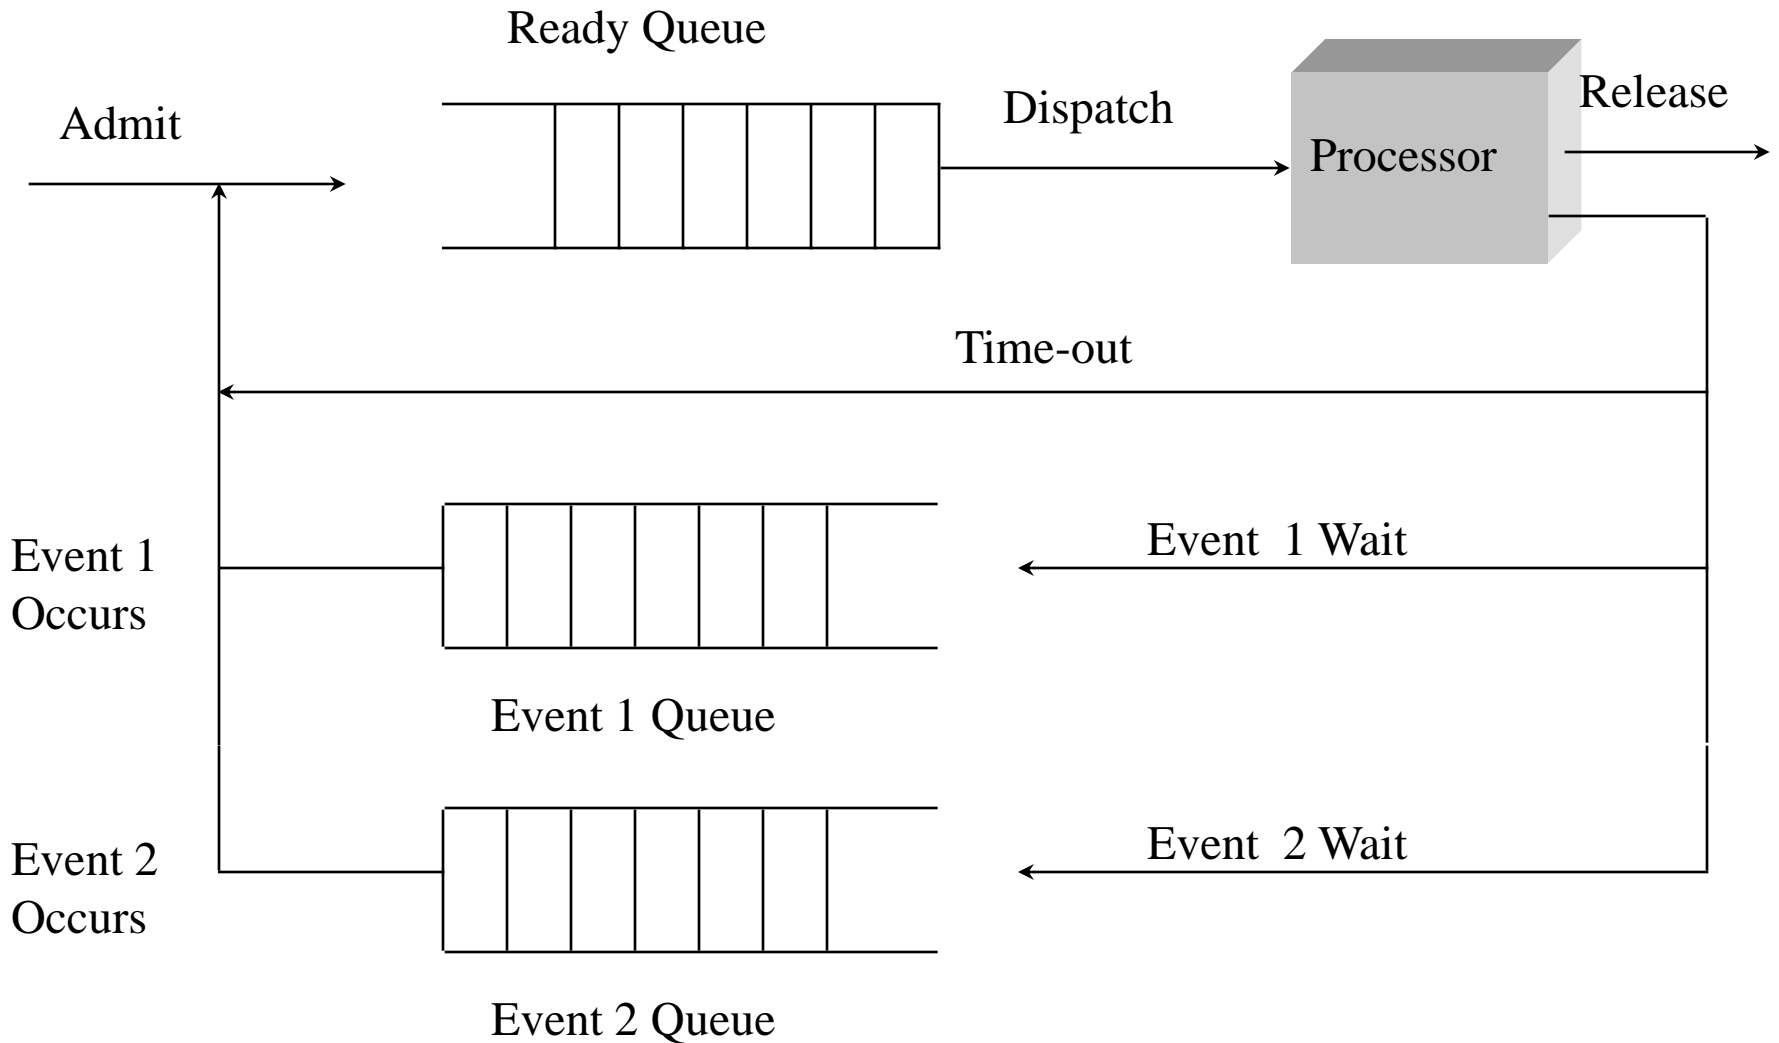 Ready Queue
Admit
Dispatch
Release
Processor
Time-out
Event 1
Occurs
Event 1 Wait
Event 1 Queue
Event 2
Occurs
Event 2 Wait
Event 2 Queue